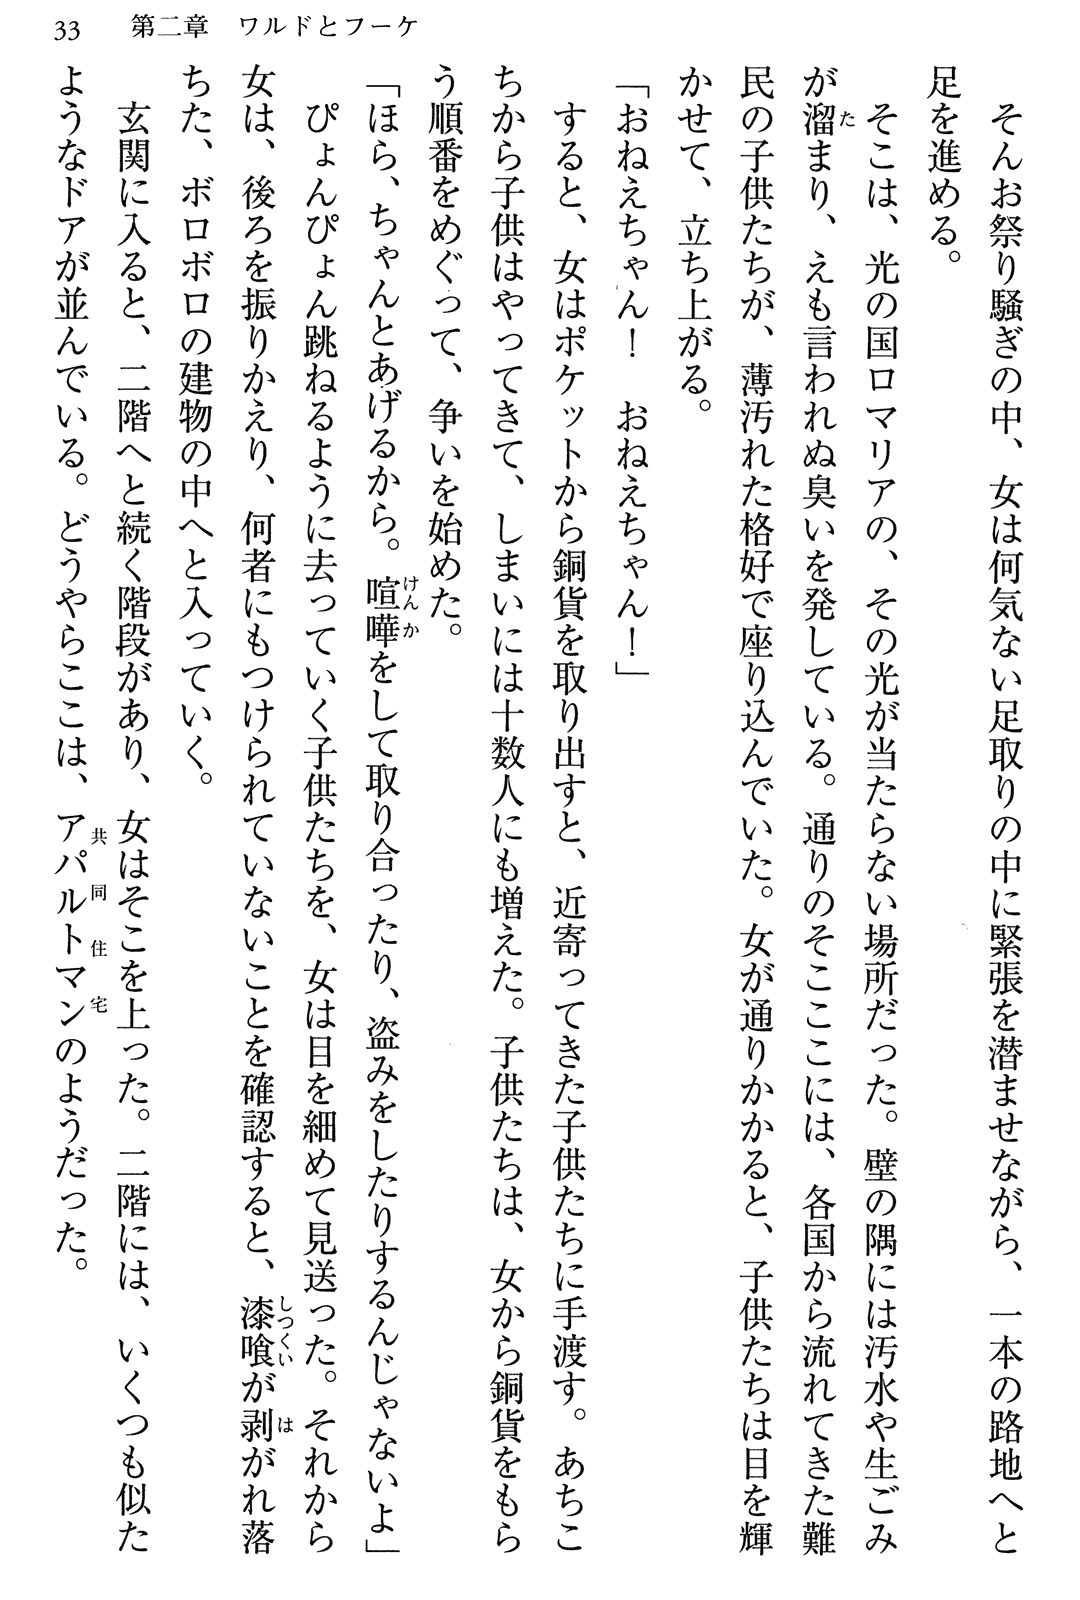 33　第二章　ワルドとフーケ
　そんお祭り騒ぎの中、女は何気ない足取りの中に緊張を潜ませながら、一本の路地へと
足を進める。
　そこは、光の国ロマリアの、その光が当たらない場所だった。壁の隅には汚水や生ごみ
が溜まり、えも言われぬ臭いを発している。通りのそこここには、各国から流れてきた難
民の子供たちが、薄汚れた格好で座り込んでいた。女が通りかかると、子供たちは目を輝
かせて、立ち上がる。
「おねえちゃん！　おねえちゃん！」
　すると、女はポケットから銅貨を取り出すと、近寄ってきた子供たちに手渡す。あちこ
ちから子供はやってきて、しまいには十数人にも増えた。子供たちは、女から銅貨をもら
う順番をめぐって、争いを始めた。
「ほら、ちゃんとあげるから。喧嘩をして取り合ったり、盗みをしたりするんじゃないよ」
　ぴょんぴょん跳ねるように去っていく子供たちを、女は目を細めて見送った。それから
女は、後ろを振りかえり、何者にもつけられていないことを確認すると、漆喰が剥がれ落
ちた、ボロボロの建物の中へと入っていく。
　玄関に入ると、二階へと続く階段があり、女はそこを上った。二階には、いくつも似た
ようなドアが並んでいる。どうやらここは、アパルトマンのようだった。
た
けんか
しつくい
は
共同住宅